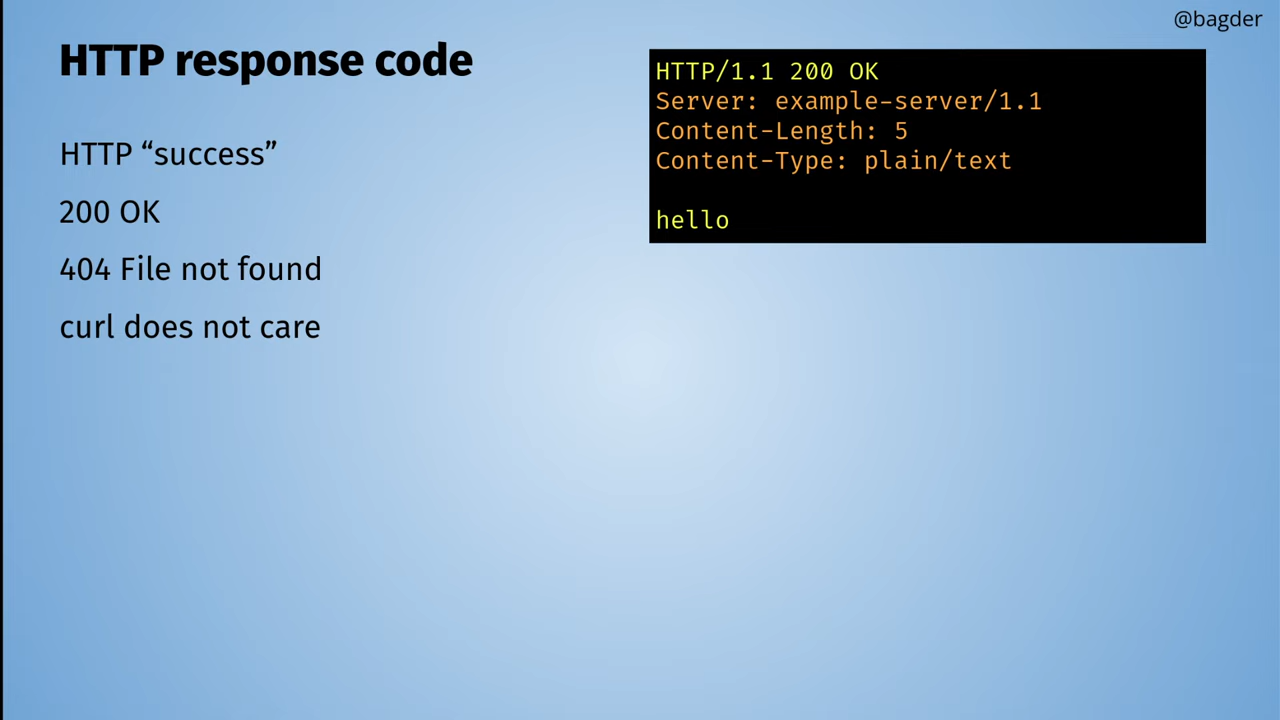 @bagder
HTTP response code
HTTP “success”
200 OK
404 File not found
curl does not care
HTTP/1.1 200 OK
Server: example-server/1.1
Content-Length: 5
Content-Type: plain/text
hello